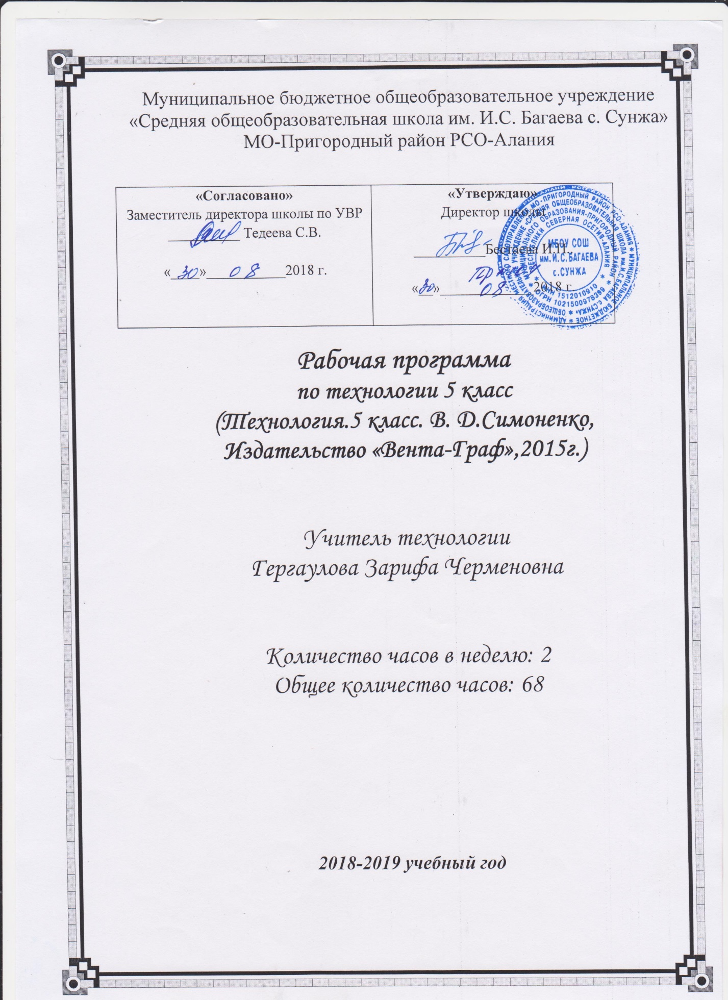 Муниципальное бюджетное общеобразовательное учреждение
«Средняя общеобразовательная школа им. И.С. Багаева с. Сунжа»
МО-Пригородный район РСО-Алания
«Согласовано»
Заместитель директора школы по УВР
__________ Тедеева С.В.
«30» 08 2018 г.
«Утверждаю»
Директор школы
__________Бестаева И.П.
«30» 08 2018 г.
МБОУ СОШ
им. И.С.БАГАЕВА
с.СУНЖА
ИНН 1512010910
ОГРН 1021500978399
Рабочая программа
по технологии 5 класс
(Технология.5 класс. В. Д.Симоненко,
Издательство «Вента-Граф»,2015г.)
Учитель технологии
Гергаулова Зарифа Черменовна
Количество часов в неделю: 2
Общее количество часов: 68
2018-2019 учебный год